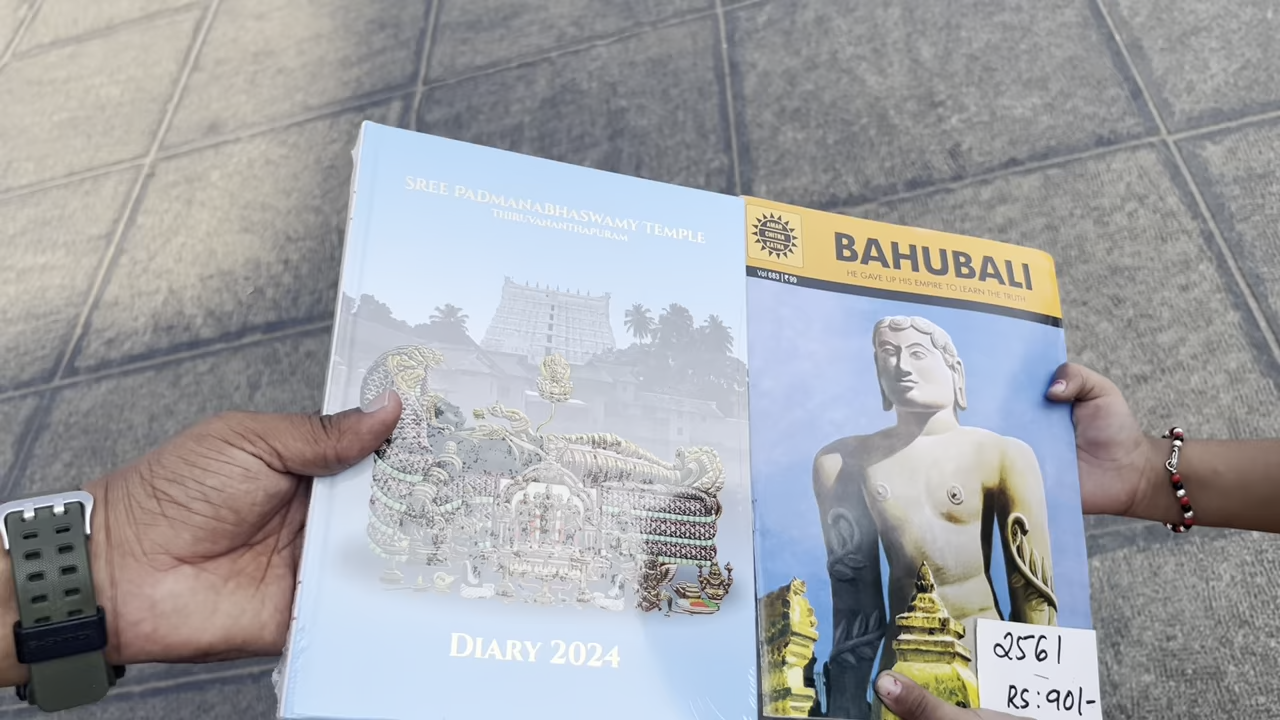 SREE PADMANABHASWAMY TEMPLE
THIRUVANANTHAPURAM
DIARY 2024
AMAR
CHITRA
KATHA
BAHUBALI
HE GAVE UP HIS EMPIRE TO LEARN THE TRUTH
Vol 683 | ₹99
2561
RS: 90/-